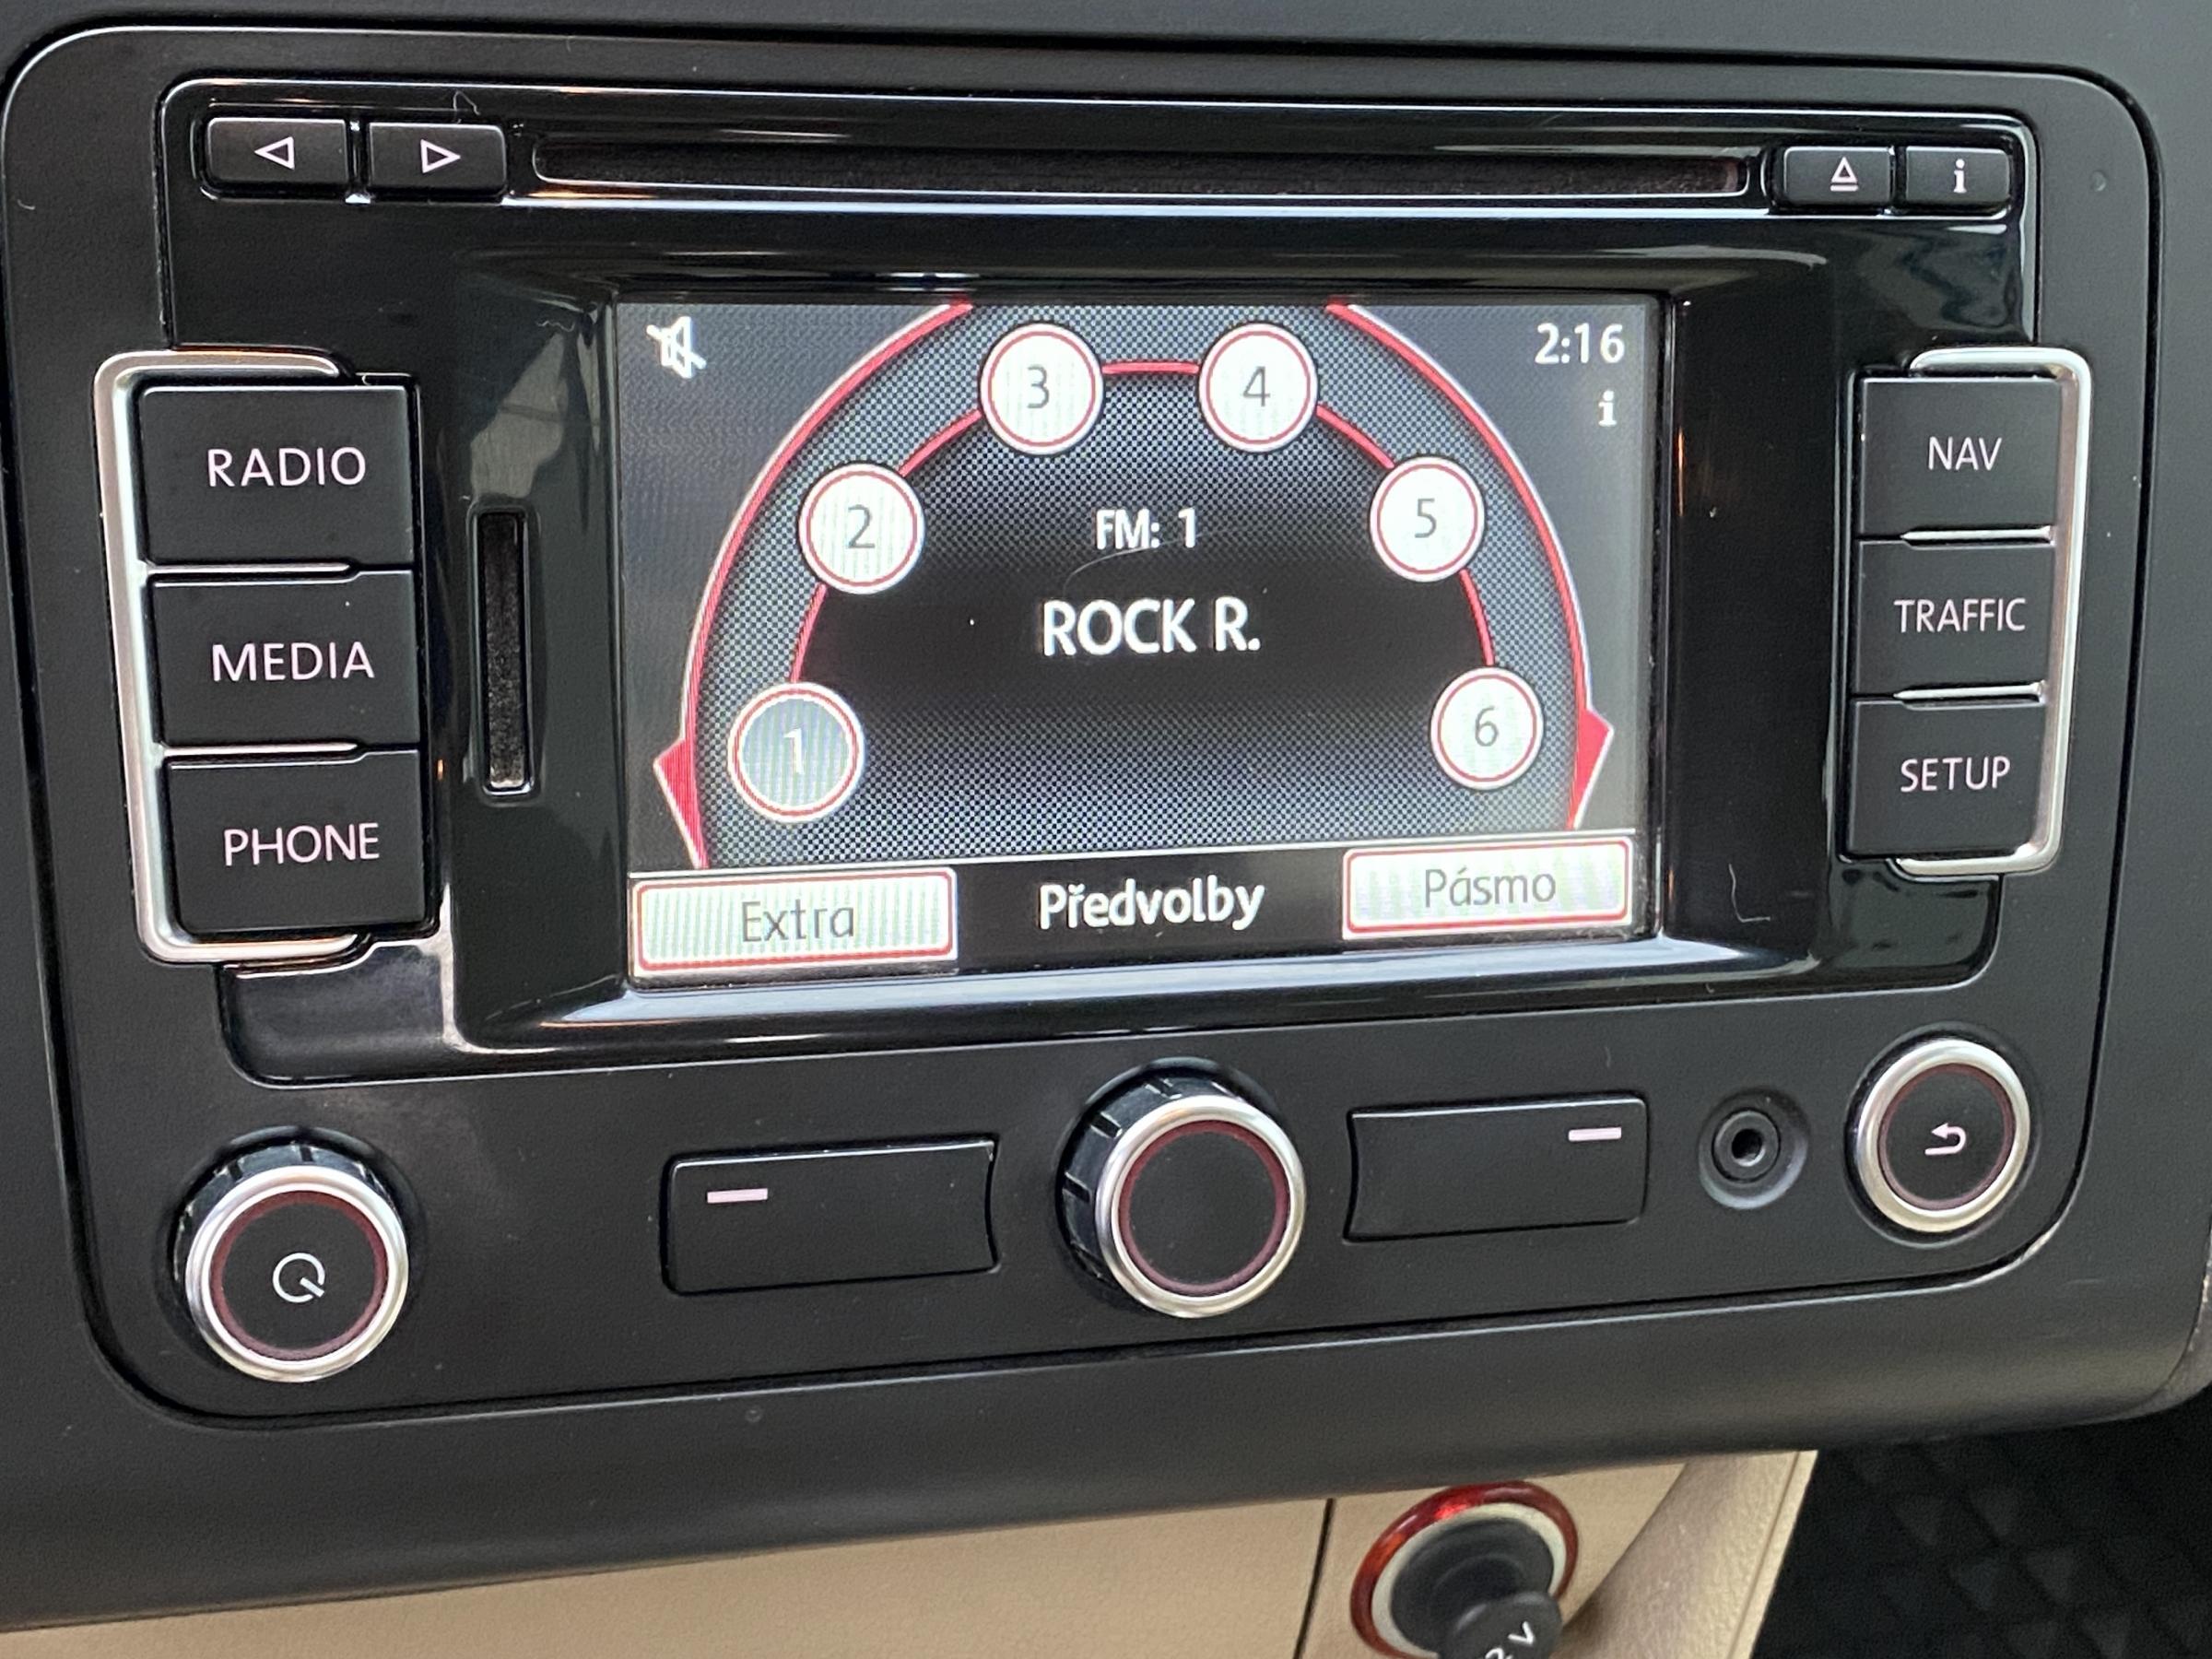 i
RADIO
MEDIA
PHONE
2:16
i
3
4
2
5
FM: 1
ROCK R.
1
6
Extra
Předvolby
Pásmo
NAV
TRAFFIC
SETUP
2 V